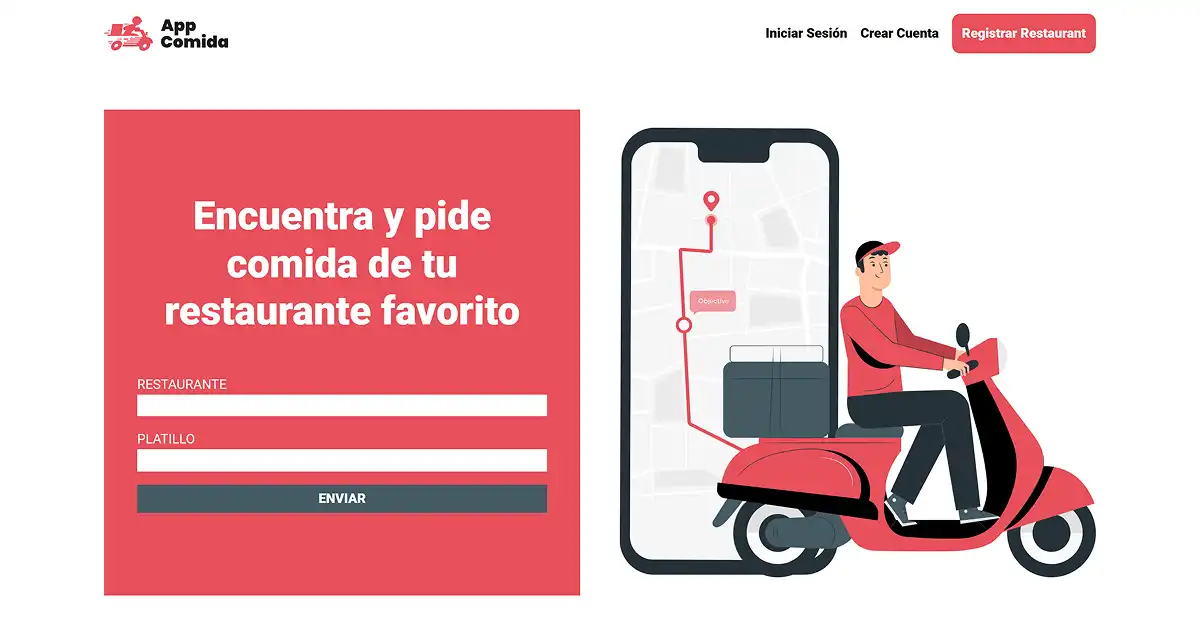 App
Comida
Iniciar Sesión
Crear Cuenta
Registrar Restaurant
Encuentra y pide
comida de tu
restaurante favorito
RESTAURANTE
PLATILLO
ENVIAR
Objective